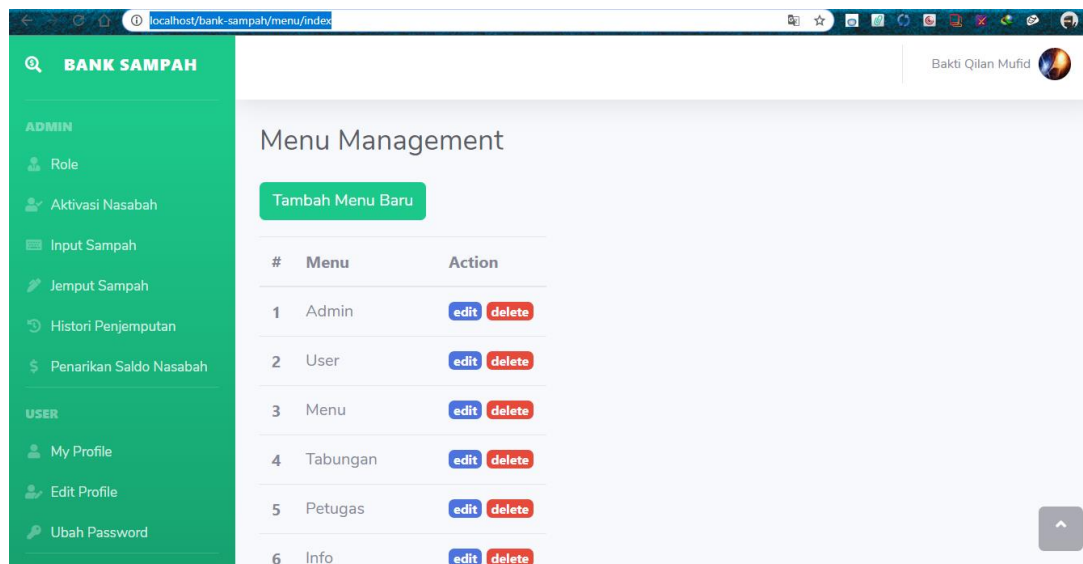 localhost/bank-sampah/menu/index
BANK SAMPAH
Bakti Qilan Mufid
ADMIN
Role
Aktivasi Nasabah
Input Sampah
Jemput Sampah
Histori Penjemputan
Penarikan Saldo Nasabah
USER
My Profile
Edit Profile
Ubah Password
Menu Management
Tambah Menu Baru
# Menu Action
1 Admin edit delete
2 User edit delete
3 Menu edit delete
4 Tabungan edit delete
5 Petugas edit delete
6 Info edit delete